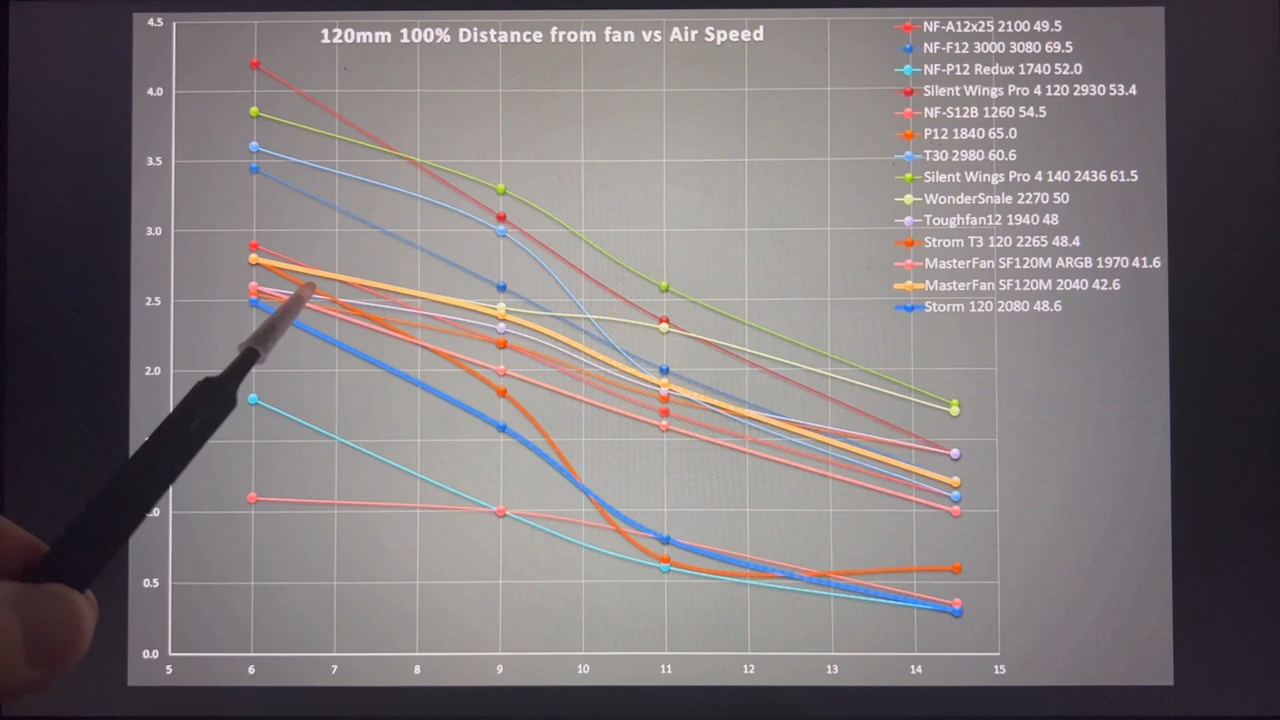 120mm 100% Distance from fan vs Air Speed
4.5
4.0
3.5
3.0
2.5
2.0
0.5
0.0
5 6 7 8 9 10 11 12 13 14 15
NF-A12x25 2100 49.5
NF-F12 3000 3080 69.5
NF-P12 Redux 1740 52.0
Silent Wings Pro 4 120 2930 53.4
NF-S12B 1260 54.5
P12 1840 65.0
T30 2980 60.6
Silent Wings Pro 4 140 2436 61.5
WonderSnale 2270 50
Toughfan12 1940 48
Strom T3 120 2265 48.4
MasterFan SF120M ARGB 1970 41.6
MasterFan SF120M 2040 42.6
Storm 120 2080 48.6